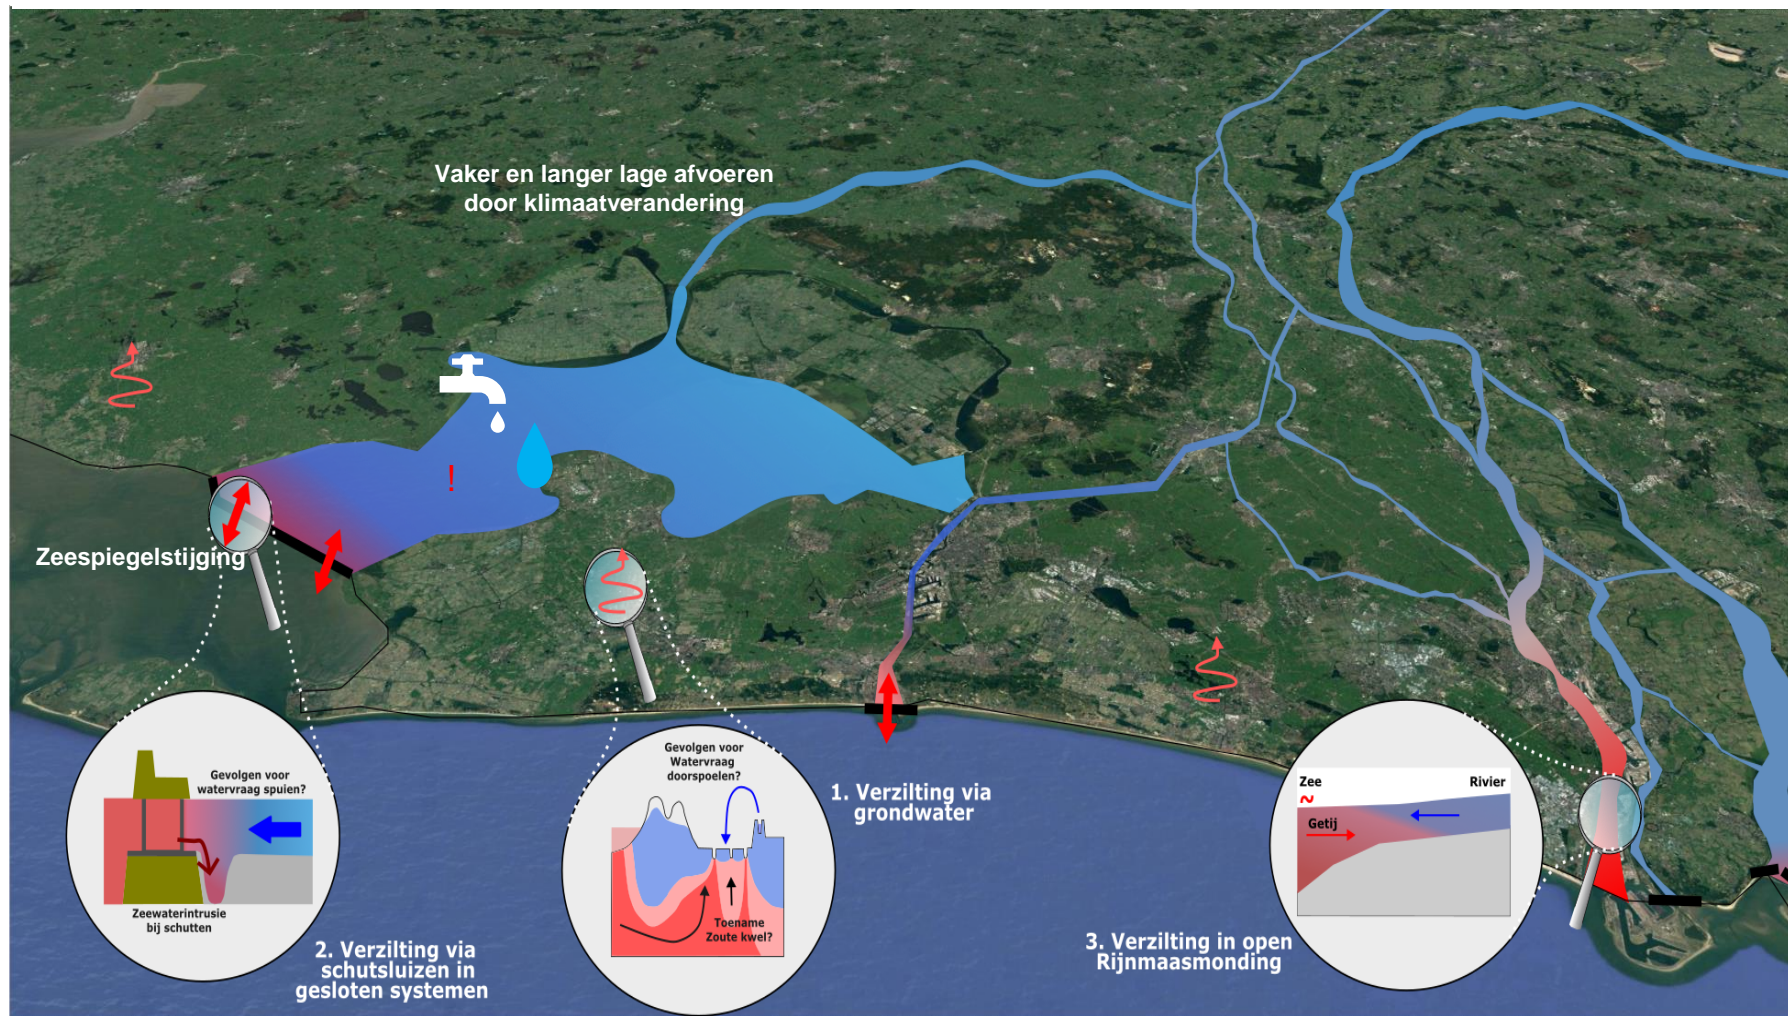 Vaker en langer lage afvoeren
door klimaatverandering
!
Zeespiegelstijging
Gevolgen voor
watervraag spuien?
Zeewaterintrusie
bij schutten
2. Verzilting via
schutsluizen in
gesloten systemen
Gevolgen voor
Watervraag
doorspoelen?
Toename
Zoute kwel?
1. Verzilting via
grondwater
Zee
Rivier
~
Getij
3. Verzilting in open
Rijnmaasmonding